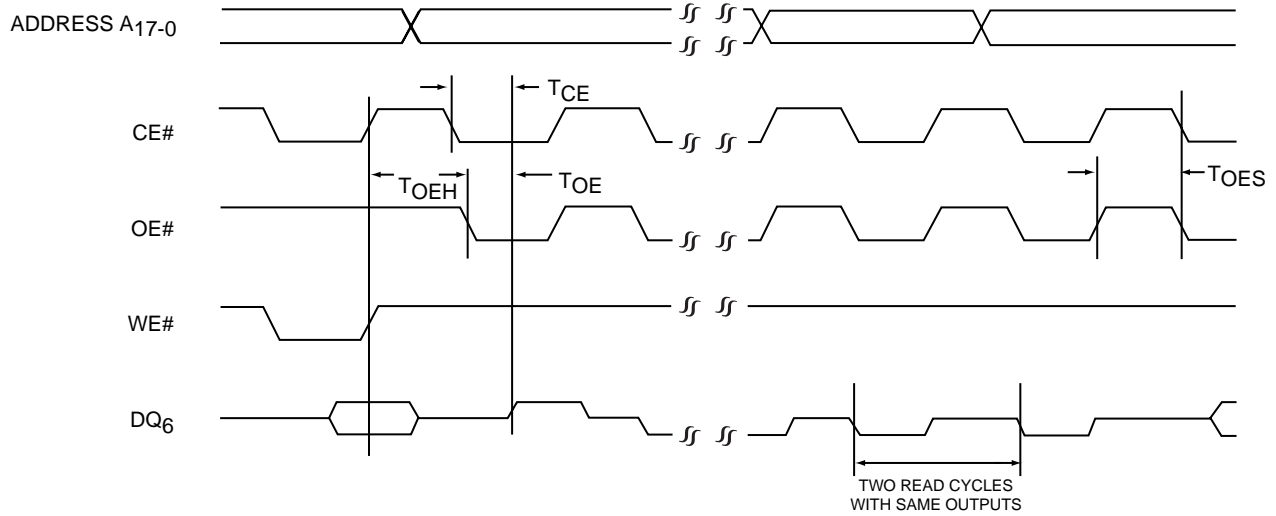 ADDRESS A17-0
TCE
CE#
TOEH
TOE
TOES
OE#
WE#
DQ6
TWO READ CYCLES
WITH SAME OUTPUTS